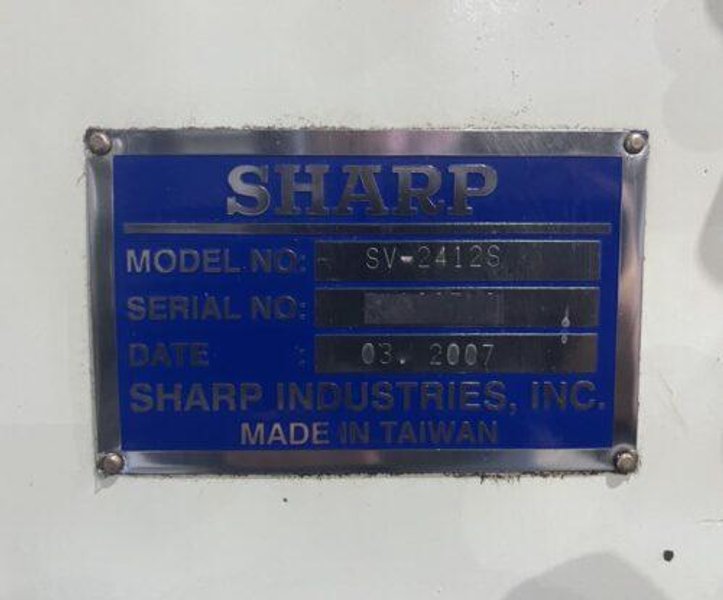 SHARP
MODEL NO: SV-2412S
SERIAL NO:
DATE : 03. 2007
SHARP INDUSTRIES, INC.
MADE IN TAIWAN